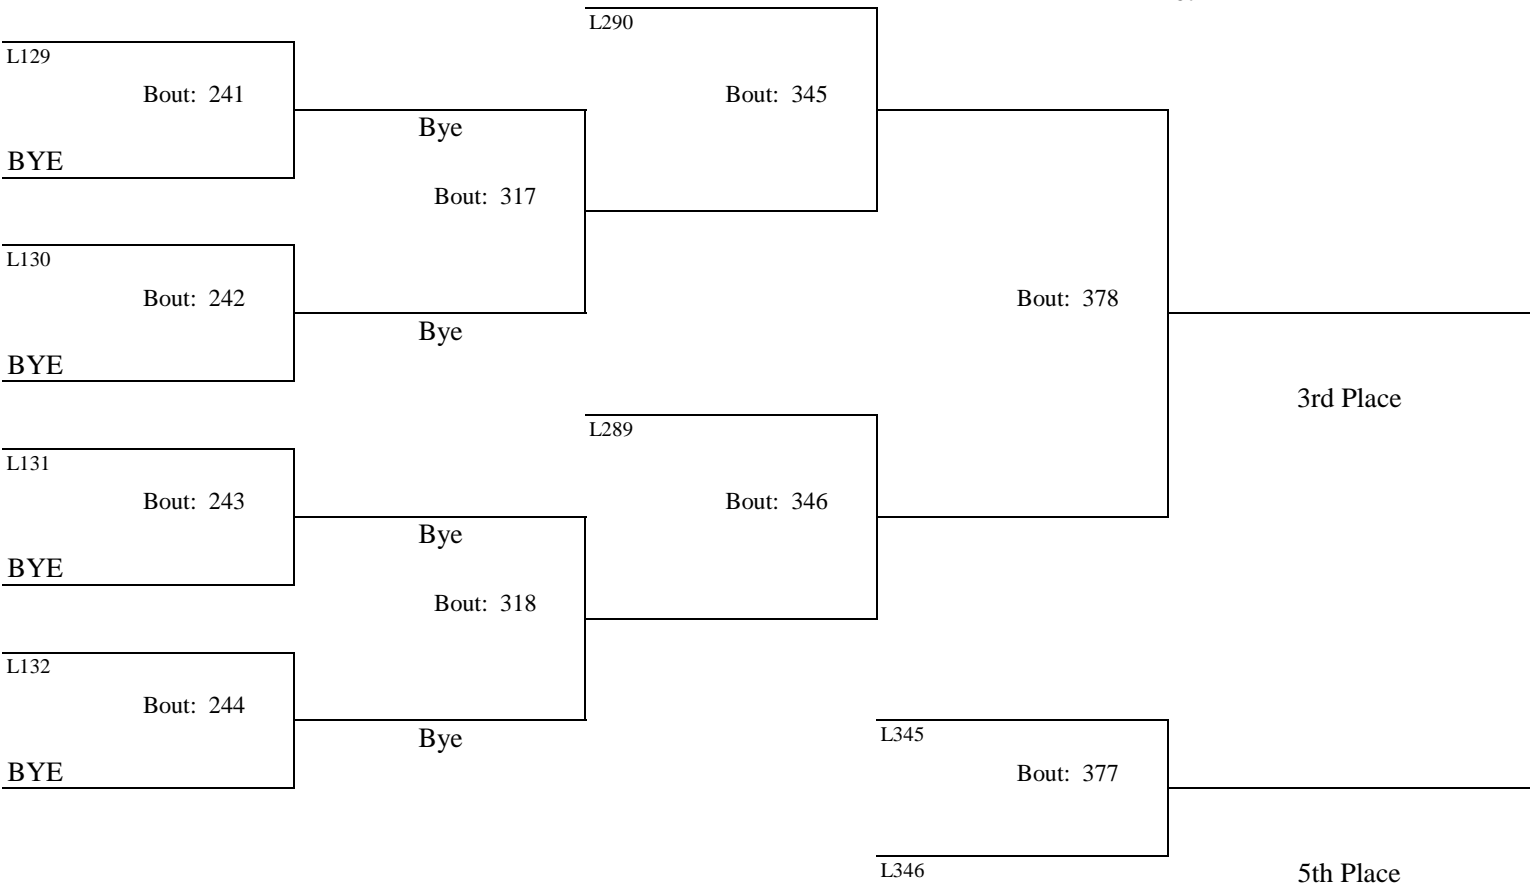 L290
L129
Bout: 241
Bout: 345
Bye
BYE
Bout: 317
L130
Bout: 242
Bout: 378
Bye
BYE
3rd Place
L289
L131
Bout: 243
Bout: 346
Bye
BYE
Bout: 318
L132
Bout: 244
Bye
L345
BYE
Bout: 377
L346
5th Place